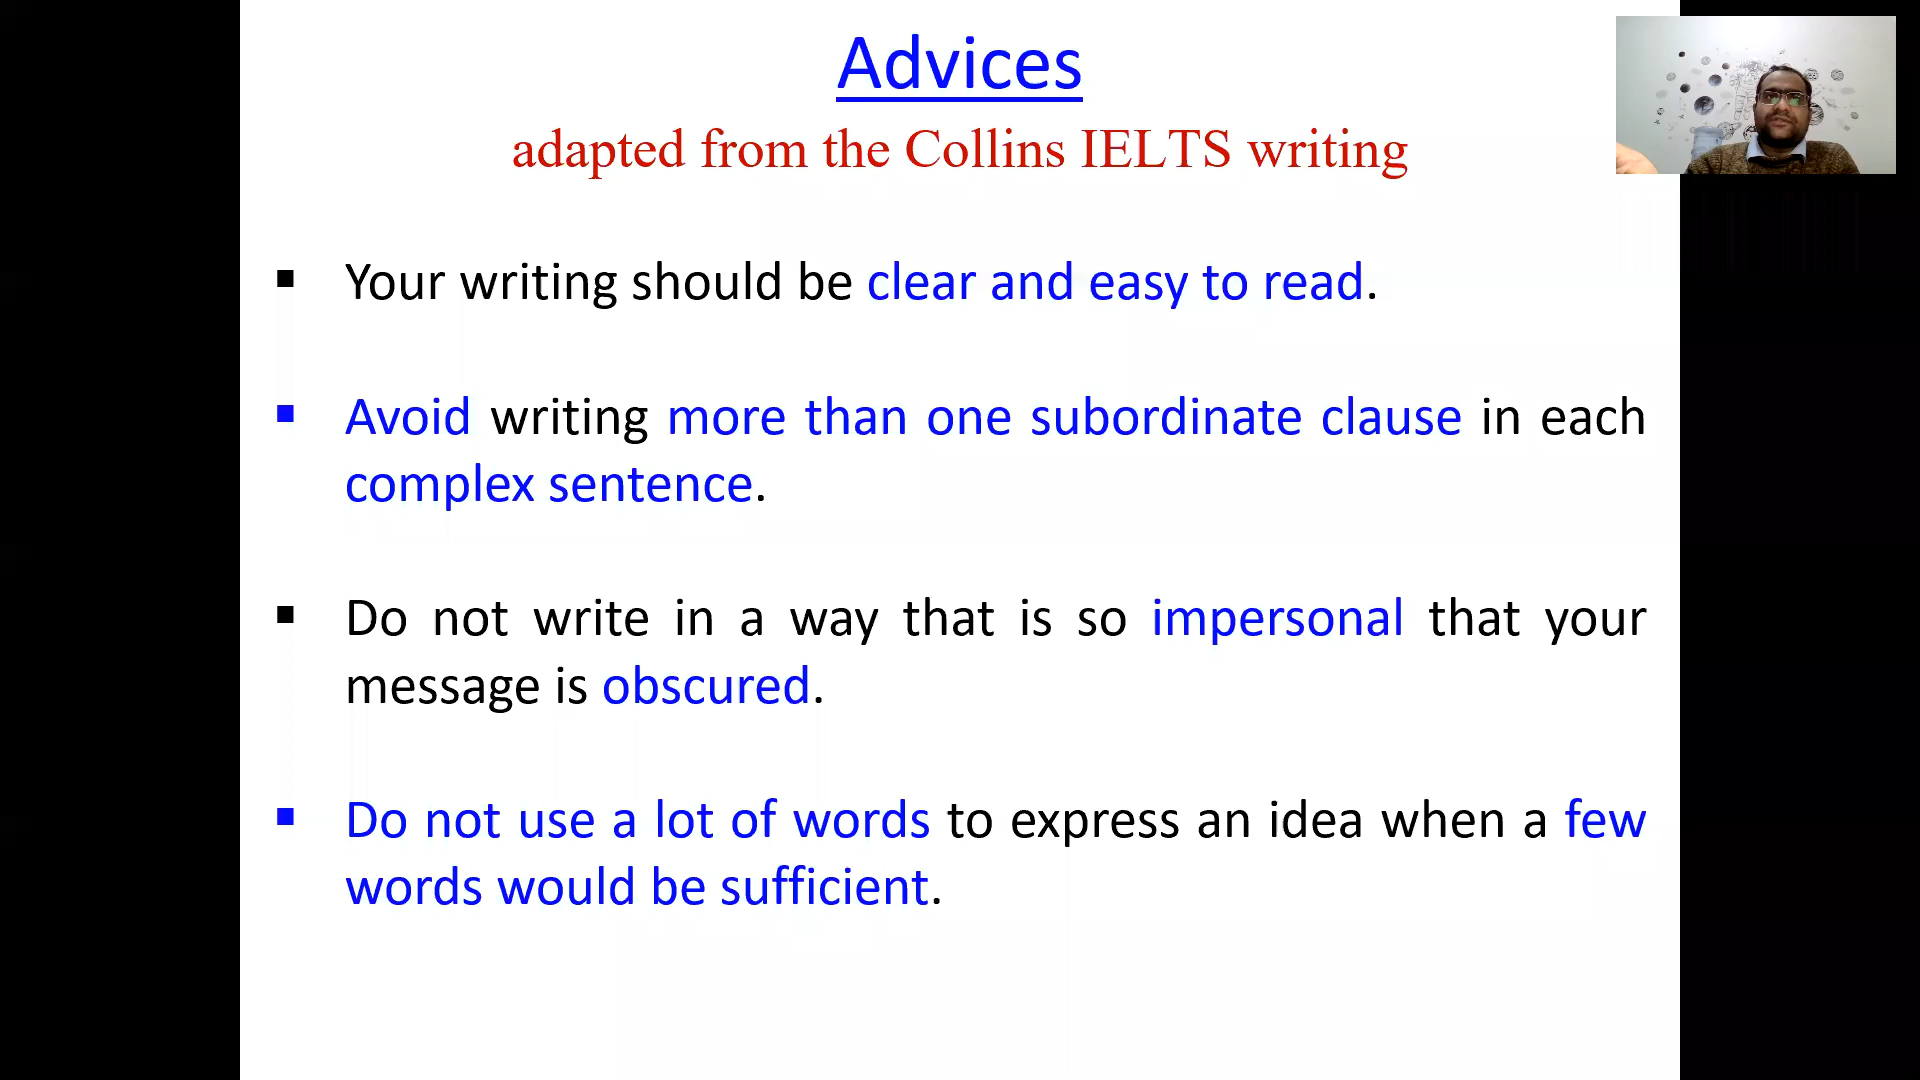 Advices
adapted from the Collins IELTS writing
▪ Your writing should be clear and easy to read.
▪ Avoid writing more than one subordinate clause in each
complex sentence.
▪ Do not write in a way that is so impersonal that your
message is obscured.
▪ Do not use a lot of words to express an idea when a few
words would be sufficient.